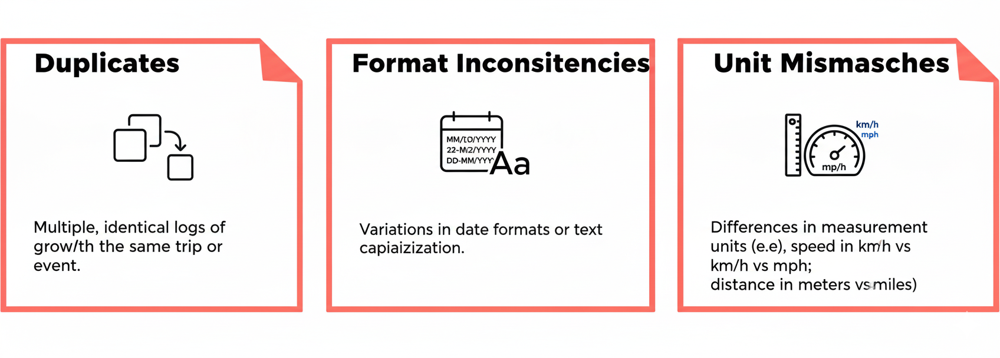 Duplicates
Multiple, identical logs of
grow/th the same trip or
event.
Format Inconsitencies
MM/DO/YYYY
22-M/2/YYYY
DD-MM/YYY
Aa
Variations in date formats or text
capiaizization.
Unit Mismasches
km/h
mph
mp/h
Differences in measurement
units (e.e), speed in km/h vs
km/h vs mph;
distance in meters vs miles)